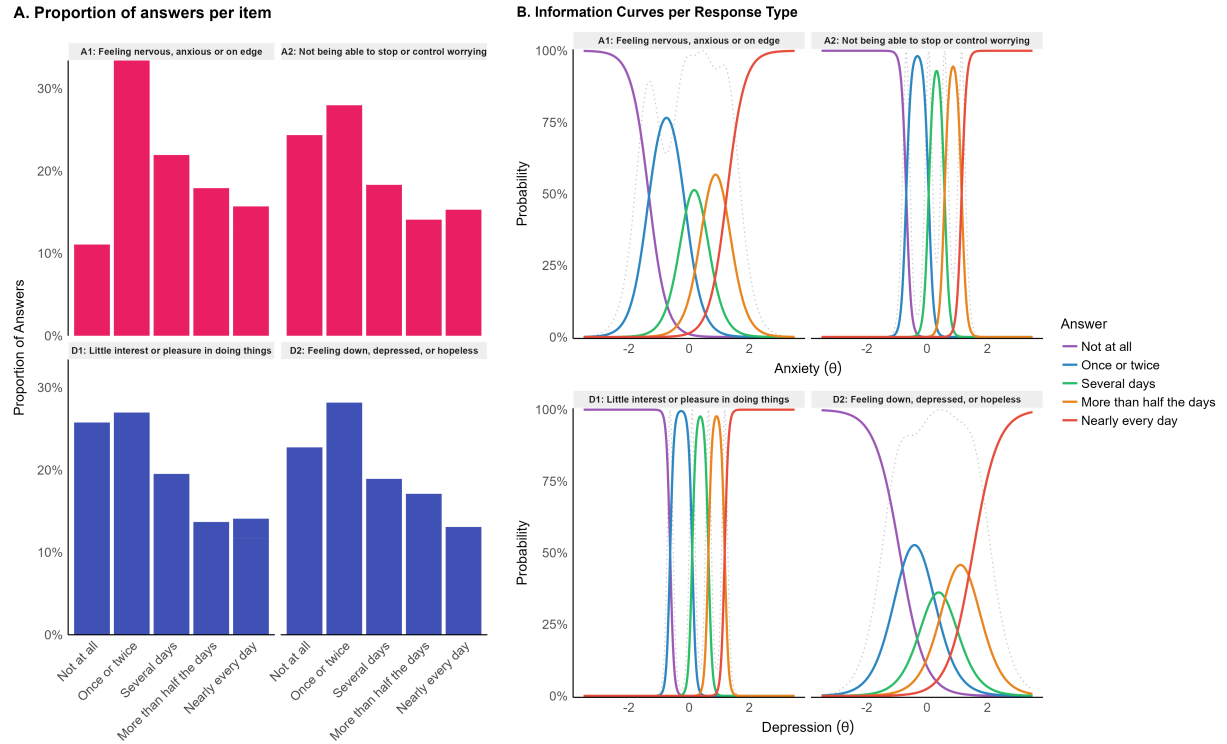 A. Proportion of answers per item
A1: Feeling nervous, anxious or on edge
A2: Not being able to stop or control worrying
30%
20%
10%
0%
D1: Little interest or pleasure in doing things
D2: Feeling down, depressed, or hopeless
30%
20%
10%
0%
Proportion of Answers
Not at all
Once or twice
Several days
More than half the days
Nearly every day
Not at all
Once or twice
Several days
More than half the days
Nearly every day
B. Information Curves per Response Type
A1: Feeling nervous, anxious or on edge
A2: Not being able to stop or control worrying
100%
75%
50%
25%
0%
Probability
-2 0 2
-2 0 2
Anxiety (θ)
D1: Little interest or pleasure in doing things
D2: Feeling down, depressed, or hopeless
100%
75%
50%
25%
0%
Probability
-2 0 2
-2 0 2
Depression (θ)
Answer
Not at all
Once or twice
Several days
More than half the days
Nearly every day